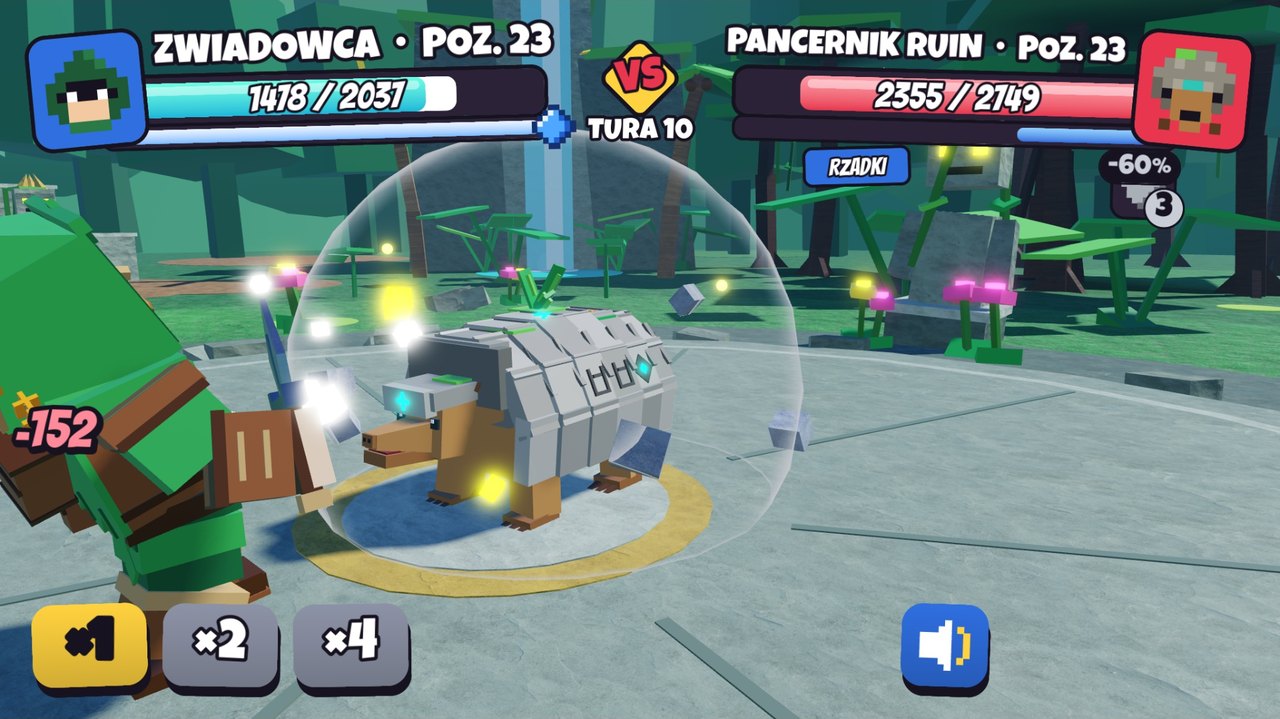 ZWIADOWCA • POZ. 23
1478 / 2037
VS
TURA 10
PANCERNIK RUIN • POZ. 23
2355 / 2749
RZADKI
-60%
3
-152
×1
×2
×4